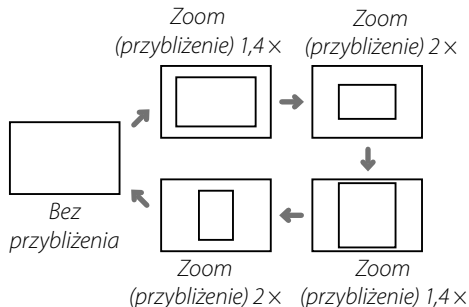 Zoom
(przybliżenie) 1,4 ×
Zoom
(przybliżenie) 2 ×
Bez
przybliżenia
Zoom
(przybliżenie) 2 ×
Zoom
(przybliżenie) 1,4 ×